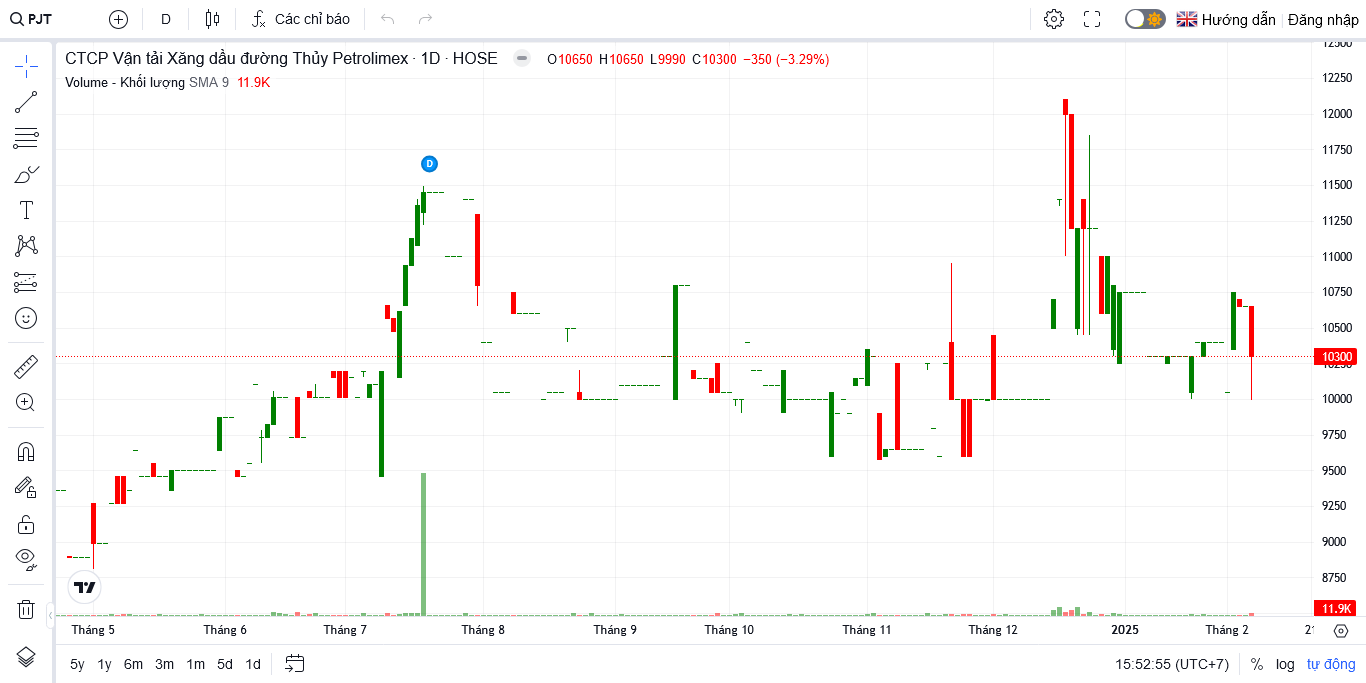 PJT D Các chỉ báo Hướng dẫn Đăng nhập
CTCP Vận tải Xăng dầu đường Thủy Petrolimex · 1D · HOSE O10650 H10650 L9990 C10300 −350 (−3.29%)
Volume - Khối lượng SMA 9 11.9K
D
12500
12250
12000
11750
11500
11250
11000
10750
10500
10300
10250
10000
9750
9500
9250
9000
8750
11.9K
Tháng 5 Tháng 6 Tháng 7 Tháng 8 Tháng 9 Tháng 10 Tháng 11 Tháng 12 2025 Tháng 2
5y 1y 6m 3m 1m 5d 1d 15:52:55 (UTC+7) % log tự động